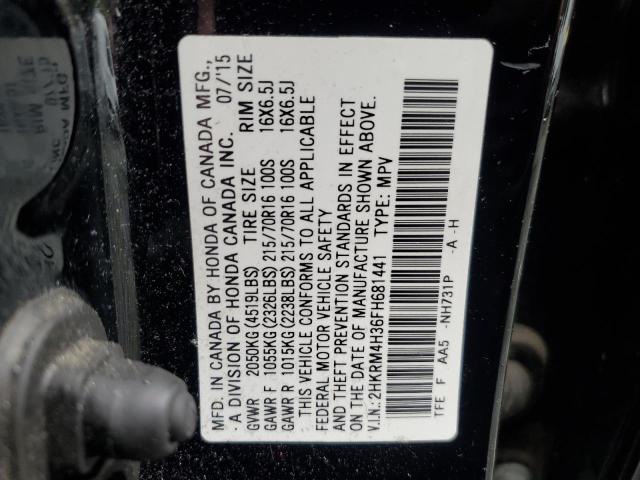 MFD. IN CANADA BY HONDA OF CANADA MFG.,
A DIVISION OF HONDA CANADA INC. 07/'15
GVWR 2050KG(4519LBS) TIRE SIZE RIM SIZE
GAWR F 1055KG(2326LBS) 215/70R16 100S 16X6.5J
GAWR R 1015KG(2238LBS) 215/70R16 100S 16X6.5J
THIS VEHICLE CONFORMS TO ALL APPLICABLE
FEDERAL MOTOR VEHICLE SAFETY
AND THEFT PREVENTION STANDARDS IN EFFECT
ON THE DATE OF MANUFACTURE SHOWN ABOVE.
V.I.N.: 2HKRM4H36FH681441 TYPE: MPV
TFE F AA5 -NH731P -A -H